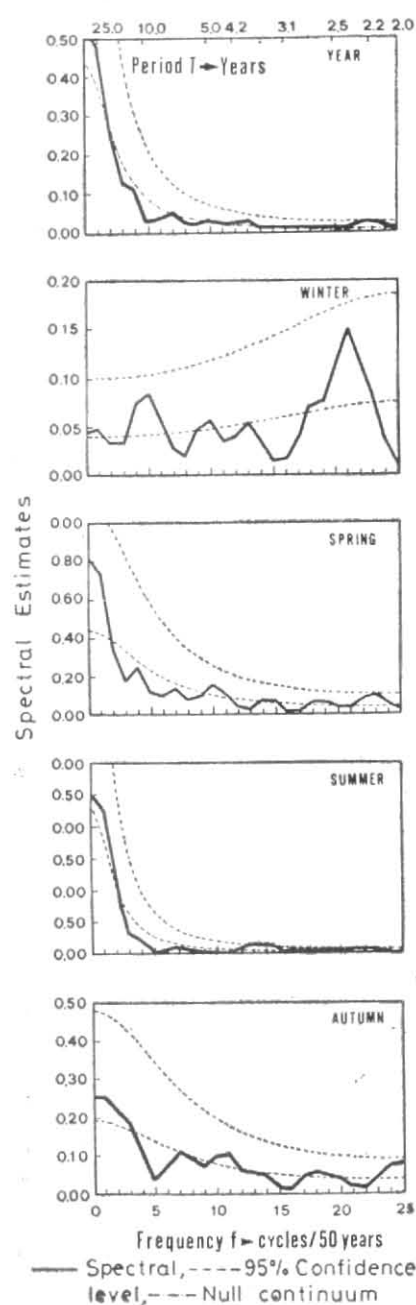 25.0 10.0 5.0 4.2 3.1 2.5 2.2 2.0
0.50
Period T → Years
YEAR
0.40
0.30
0.20
0.10
0.00
0.20
WINTER
0.15
0.10
0.05
0.00
0.00
SPRING
0.80
0.60
0.40
0.20
0.00
0.00
SUMMER
0.50
0.00
0.50
0.00
0.50
0.00
0.50
AUTUMN
0.40
0.30
0.20
0.10
0.00
0 5 10 15 20 25
Spectral Estimates
Frequency f ► cycles/50 years
Spectral, ---- 95% Confidence
level, —·— Null continuum